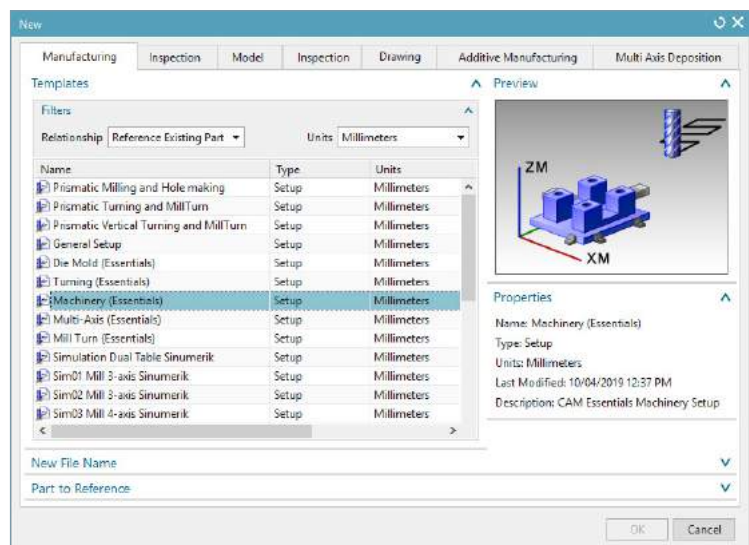 New
Manufacturing Inspection Model Inspection Drawing Additive Manufacturing Multi Axis Deposition
Templates
Filters
Relationship Reference Existing Part Units Millimeters
Name Type Units
Prismatic Milling and Hole making Setup Millimeters
Prismatic Turning and MillTurn Setup Millimeters
Prismatic Vertical Turning and MillTurn Setup Millimeters
General Setup Setup Millimeters
Die Mold (Essentials) Setup Millimeters
Turning (Essentials) Setup Millimeters
Machinery (Essentials) Setup Millimeters
Multi-Axis (Essentials) Setup Millimeters
Mill Turn (Essentials) Setup Millimeters
Simulation Dual Table Sinumerik Setup Millimeters
Sim01 Mill 3-axis Sinumerik Setup Millimeters
Sim02 Mill 3-axis Sinumerik Setup Millimeters
Sim03 Mill 4-axis Sinumerik Setup Millimeters
Preview
ZM
XM
Properties
Name: Machinery (Essentials)
Type: Setup
Units: Millimeters
Last Modified: 10/04/2019 12:37 PM
Description: CAM Essentials Machinery Setup
New File Name
Part to Reference
OK Cancel